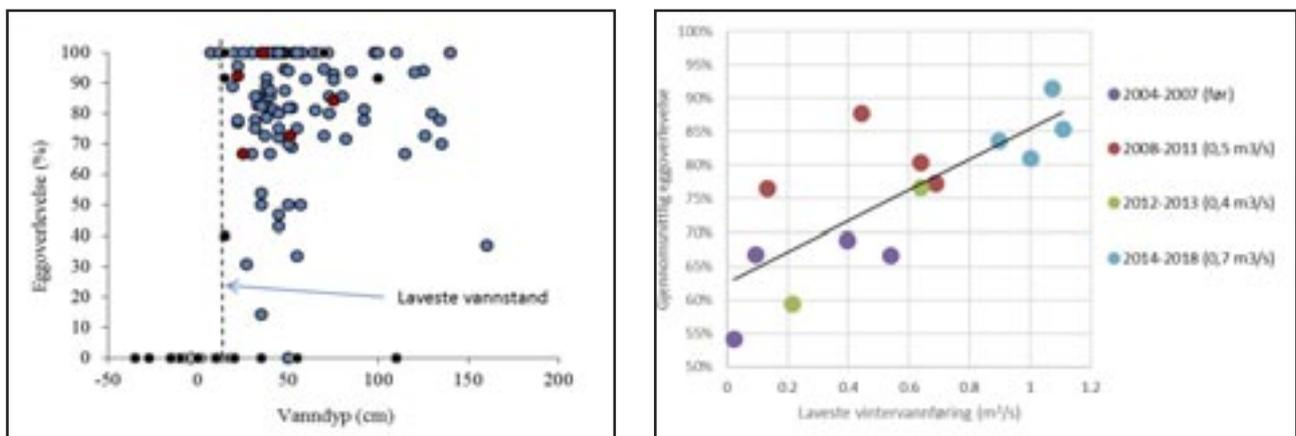 100
90
80
70
60
50
40
30
20
10
0
-50 0 50 100 150 200
Eggoverlevelse (%)
Vanndyp (cm)
Laveste vannstand
100%
95%
90%
85%
80%
75%
70%
65%
60%
55%
50%
0 0.2 0.4 0.6 0.8 1 1.2
Gjennomsnittlig eggoverlevelse
Laveste vintervannføring (m³/s)
2004-2007 (før)
2008-2011 (0,5 m3/s)
2012-2013 (0,4 m3/s)
2014-2018 (0,7 m3/s)